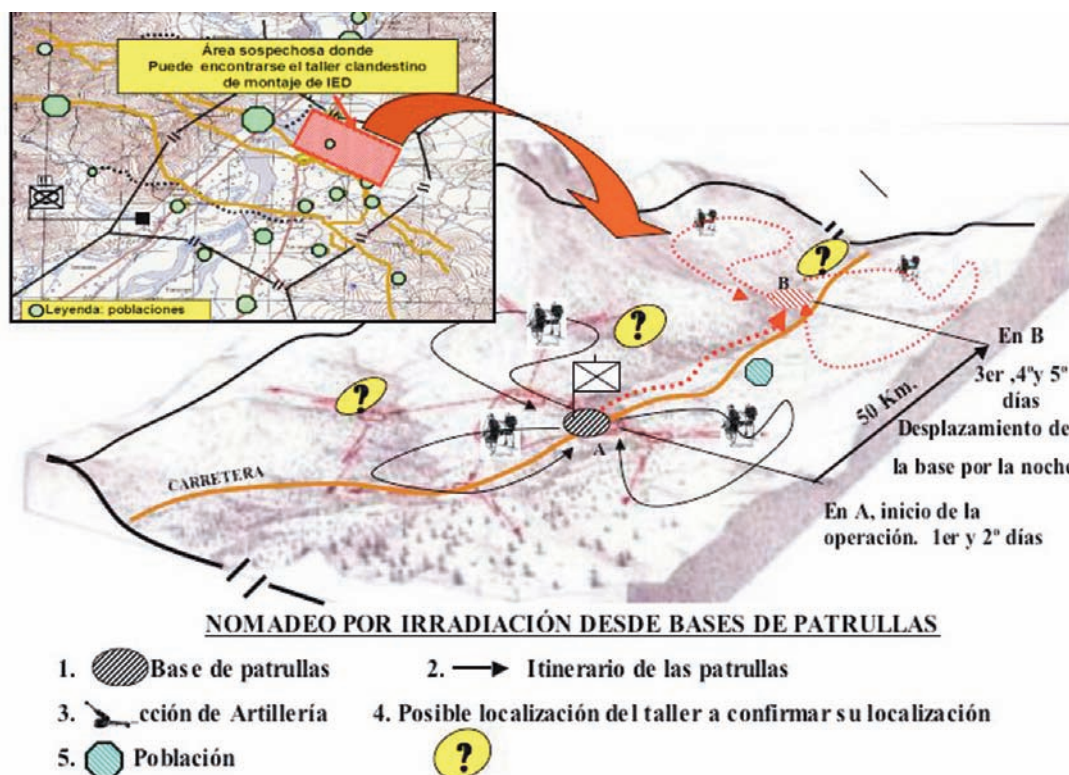 Área sospechosa donde
Puede encontrarse el taller clandestino
de montaje de IED
Leyenda: poblaciones
B
En B
3er ,4º y 5º
días
50 Km.
Desplazamiento de
la base por la noche
A
CARRETERA
En A, inicio de la
operación. 1er y 2º días
NOMADEO POR IRRADIACIÓN DESDE BASES DE PATRULLAS
1. Base de patrullas 2. Itinerario de las patrullas
3. cción de Artillería 4. Posible localización del taller a confirmar su localización
?
5. Población